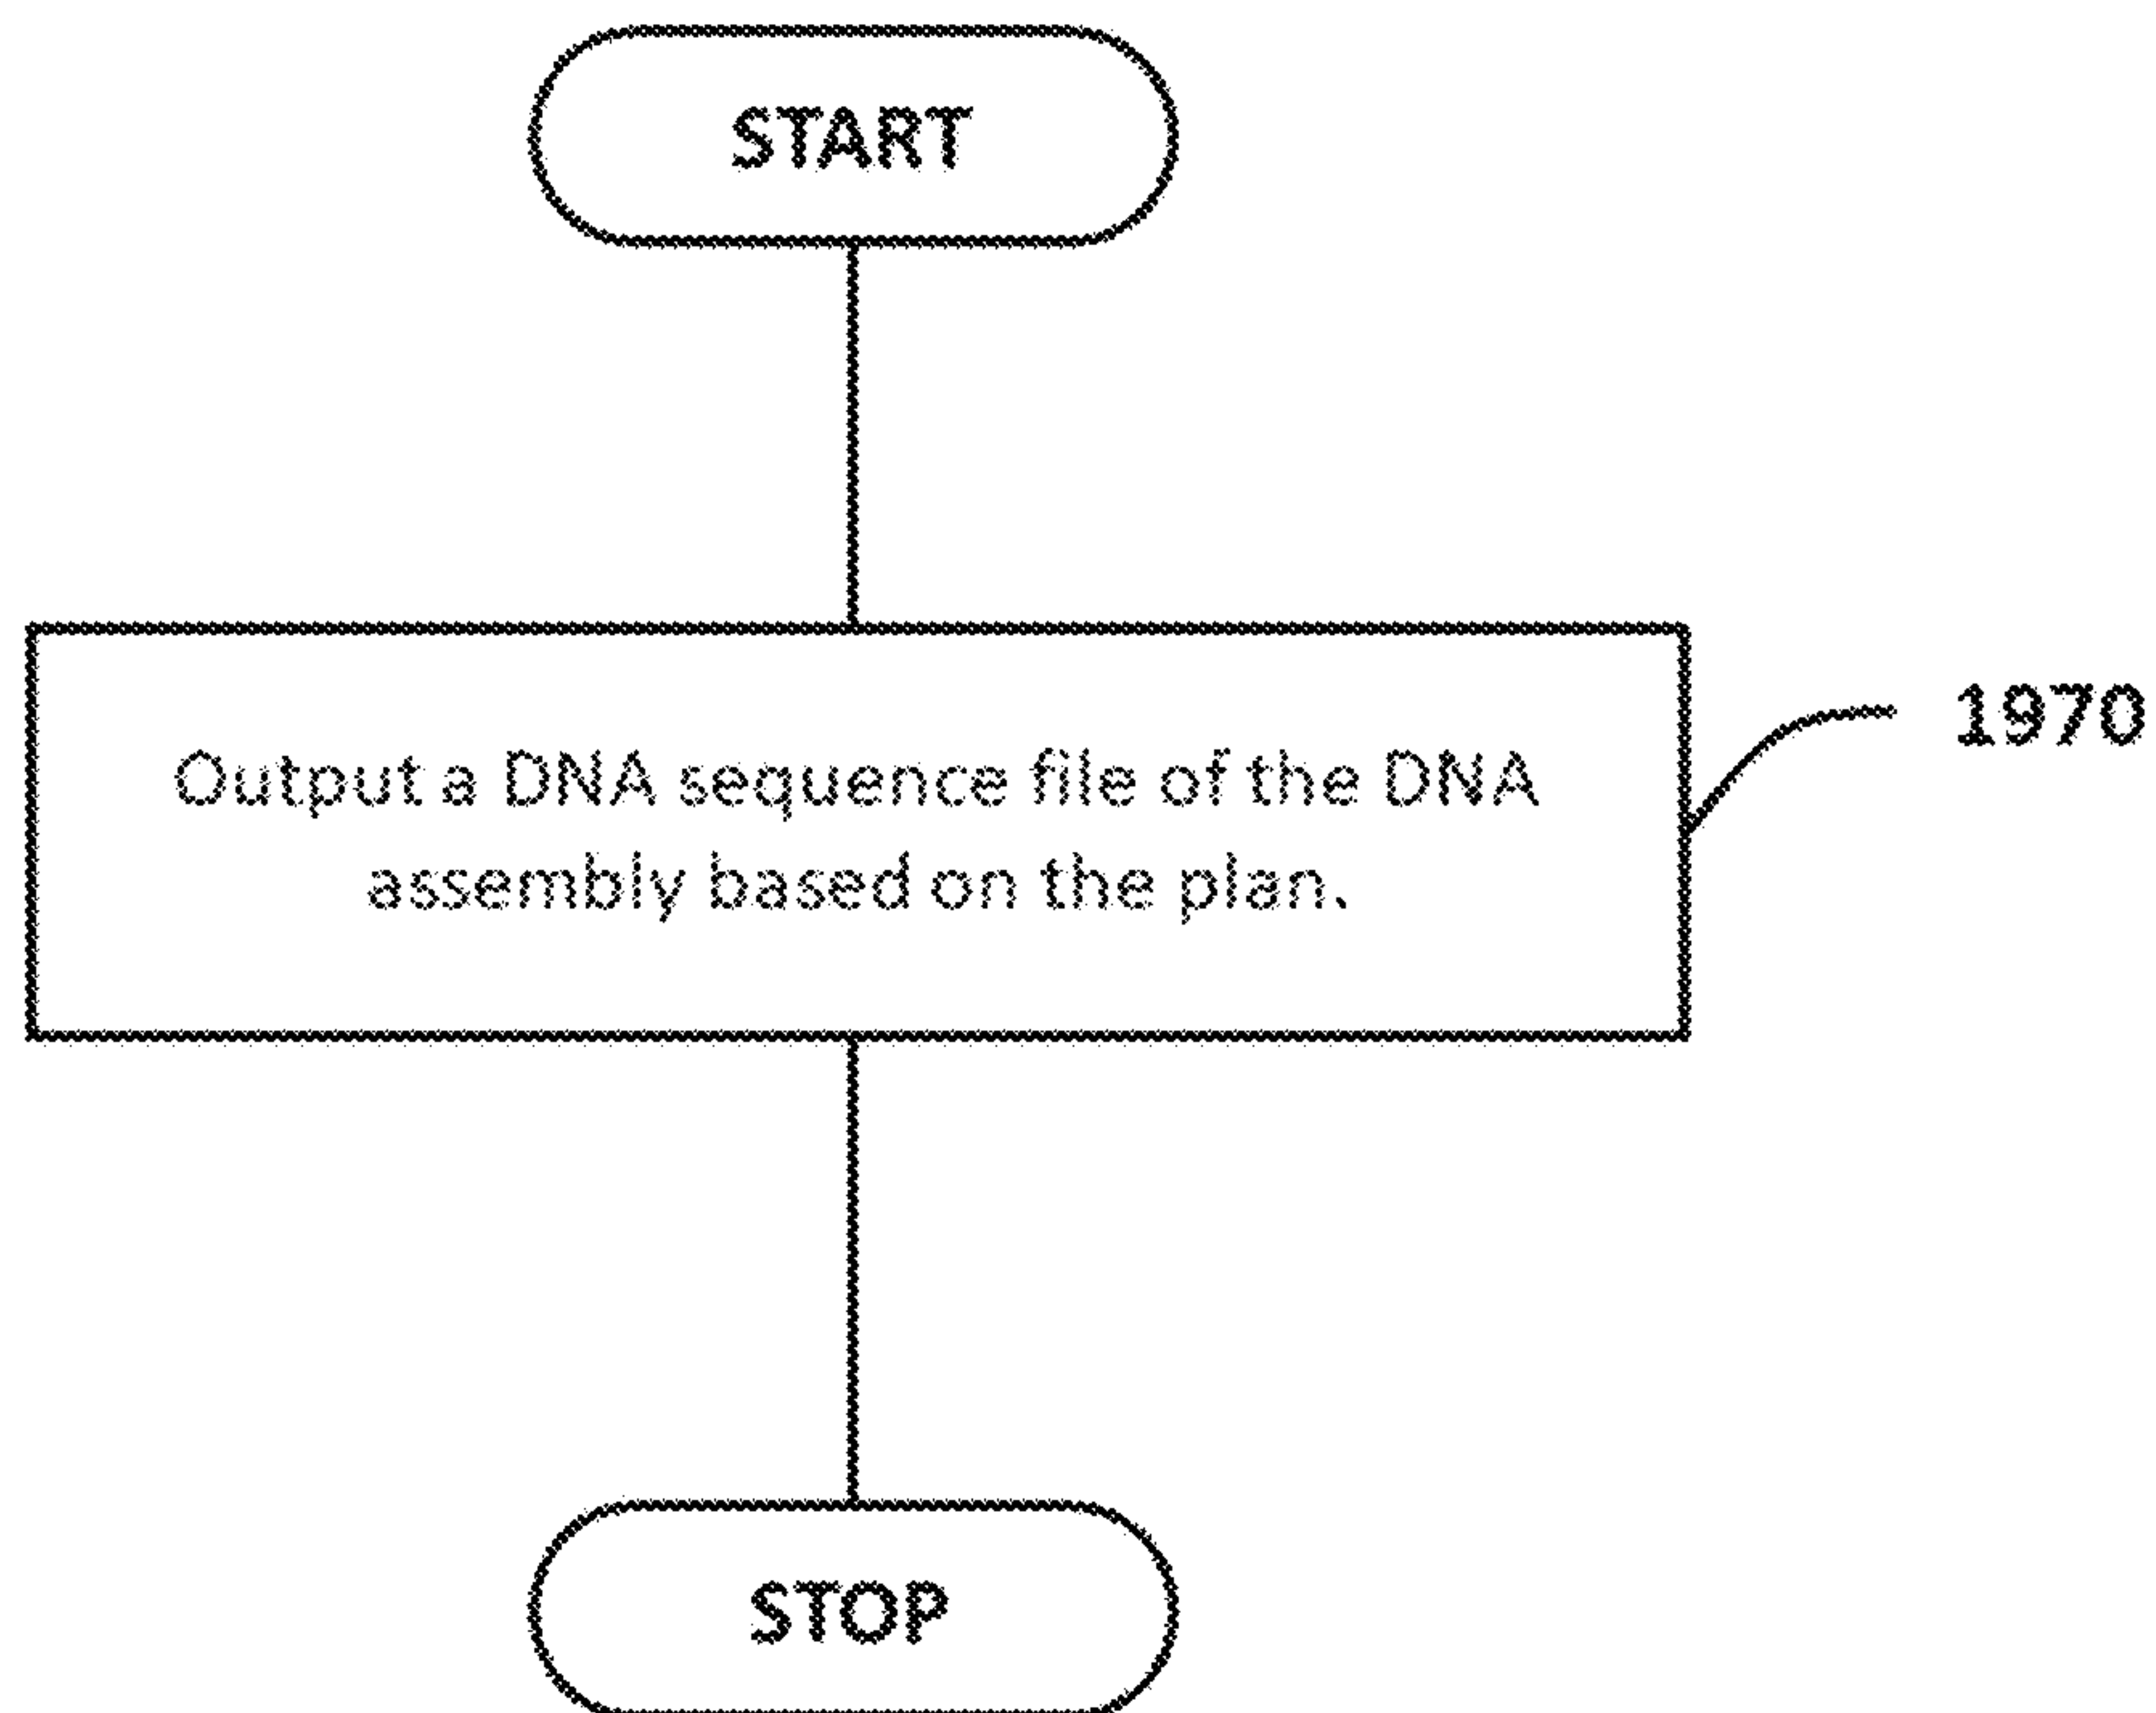 START
1970
Output a DNA sequence file of the DNA
assembly based on the plan.
STOP